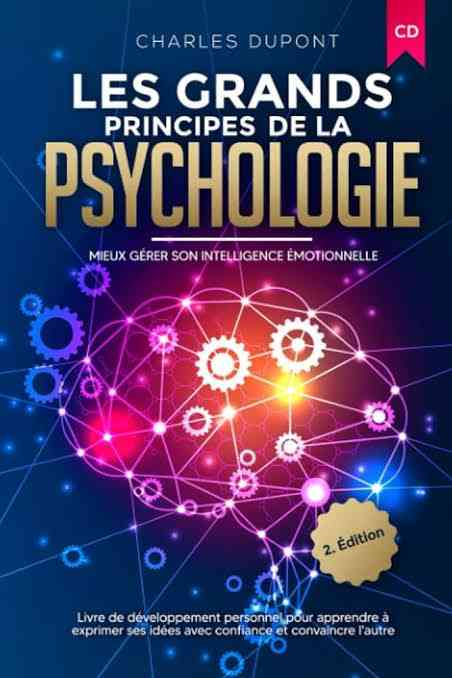 CHARLES DUPONT
CD
LES GRANDS
PRINCIPES DE LA
PSYCHOLOGIE
MIEUX GÉRER SON INTELLIGENCE ÉMOTIONNELLE
2. Édition
Livre de développement personnel pour apprendre à
exprimer ses idées avec confiance et convaincre l'autre